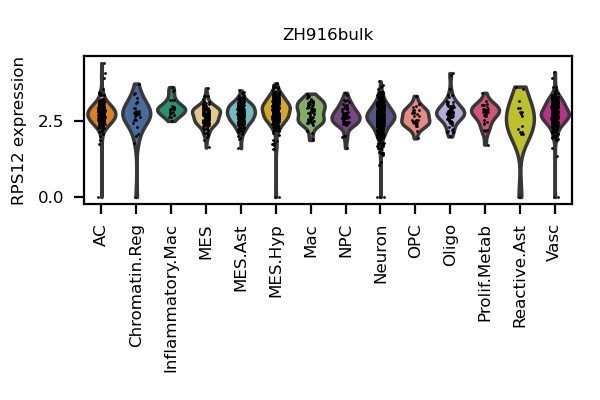 ZH916bulk
RPS12 expression
2.5
0.0
AC
Chromatin.Reg
Inflammatory.Mac
MES
MES.Ast
MES.Hyp
Mac
NPC
Neuron
OPC
Oligo
Prolif.Metab
Reactive.Ast
Vasc